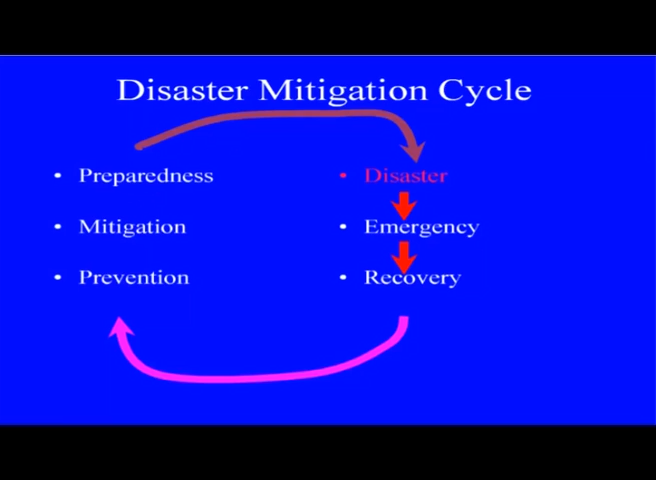 Disaster Mitigation Cycle
• Preparedness
• Mitigation
• Prevention
• Disaster
• Emergency
• Recovery